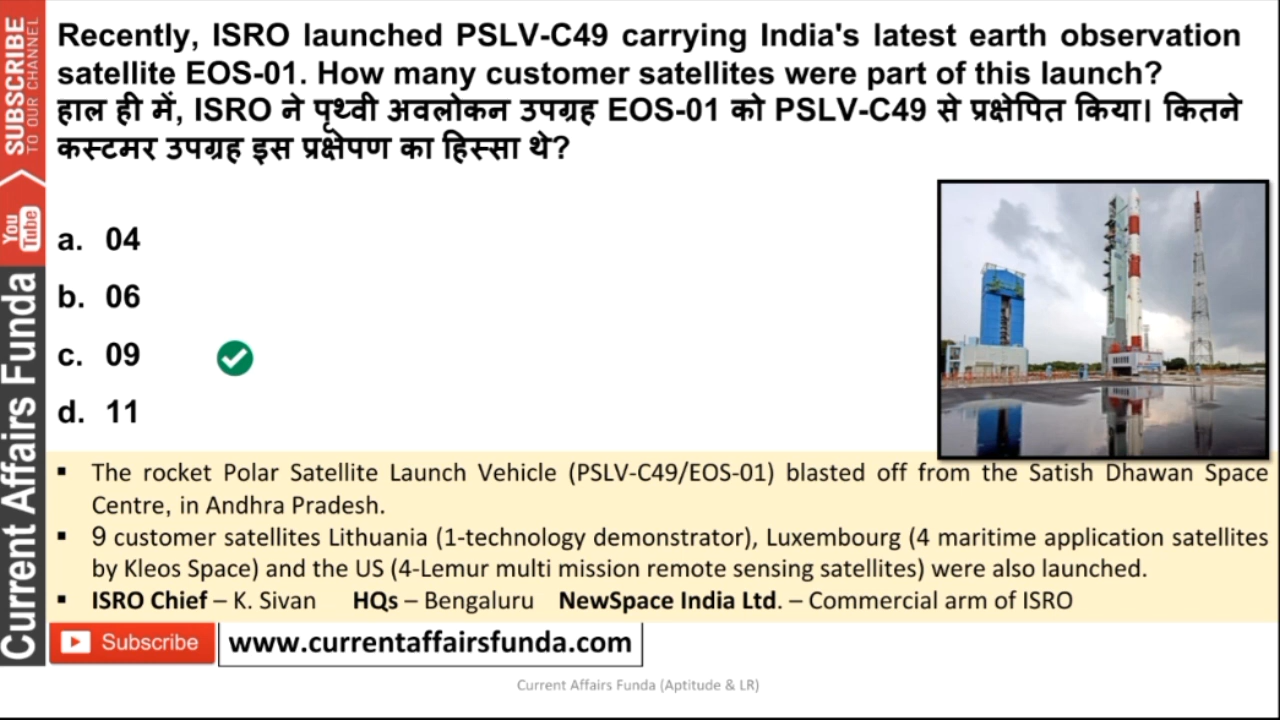 Recently, ISRO launched PSLV-C49 carrying India's latest earth observation
satellite EOS-01. How many customer satellites were part of this launch?
हाल ही में, ISRO ने पृथ्वी अवलोकन उपग्रह EOS-01 को PSLV-C49 से प्रक्षेपित किया। कितने
कस्टमर उपग्रह इस प्रक्षेपण का हिस्सा थे?
a. 04
b. 06
c. 09
d. 11
▪ The rocket Polar Satellite Launch Vehicle (PSLV-C49/EOS-01) blasted off from the Satish Dhawan Space
Centre, in Andhra Pradesh.
▪ 9 customer satellites Lithuania (1-technology demonstrator), Luxembourg (4 maritime application satellites
by Kleos Space) and the US (4-Lemur multi mission remote sensing satellites) were also launched.
▪ ISRO Chief – K. Sivan HQs – Bengaluru NewSpace India Ltd. – Commercial arm of ISRO
Subscribe www.currentaffairsfunda.com
Current Affairs Funda (Aptitude & LR)
SUBSCRIBE
TO OUR CHANNEL
You
Tube
Current Affairs Funda